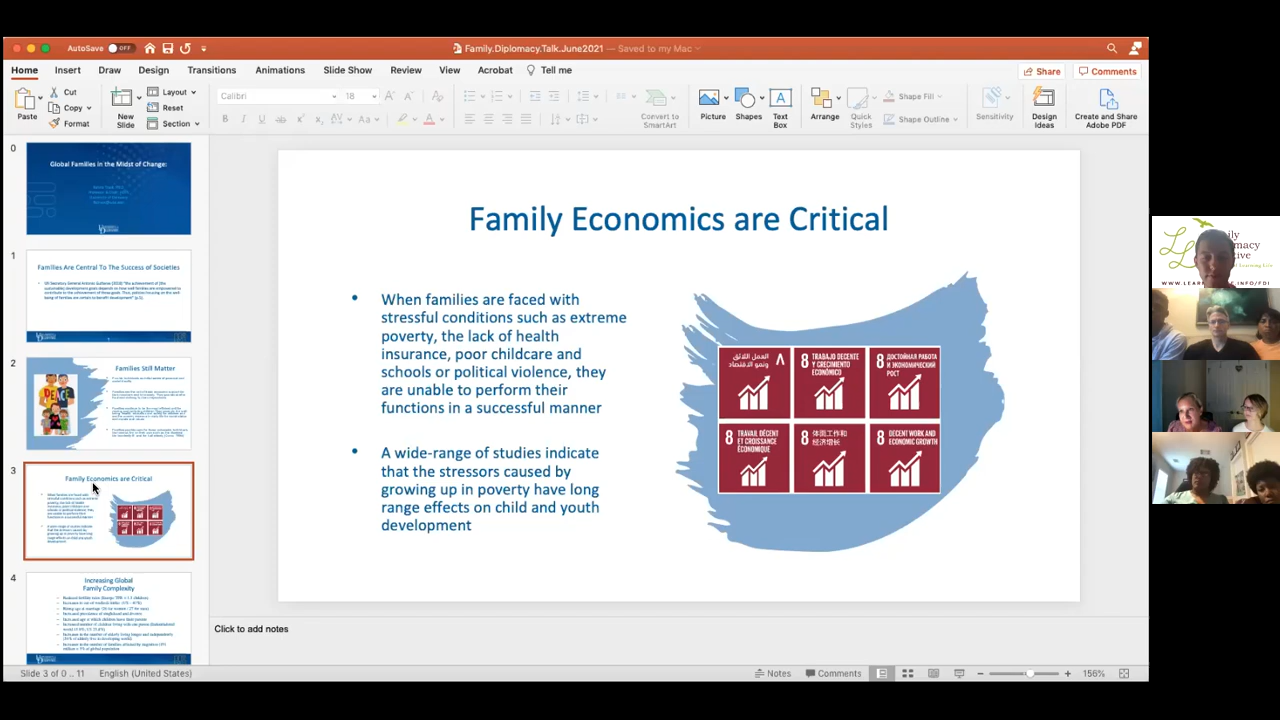 AutoSave OFF
Family.Diplomacy.Talk.June2021 — Saved to my Mac
Home Insert Draw Design Transitions Animations Slide Show Review View Acrobat Tell me
Share Comments
Paste
Cut
Copy
Format
New Slide
Layout
Reset
Section
Calibri 18
Convert to SmartArt
Picture
Shapes
Text Box
Arrange
Quick Styles
Shape Fill
Shape Outline
Sensitivity
Design Ideas
Create and Share Adobe PDF
0
Global Families in the Midst of Change:
1
Families Are Central To The Success of Societies
2
Families Still Matter
PEACE
3
Family Economics are Critical
4
Increasing Global
Family Complexity
Family Economics are Critical
• When families are faced with
stressful conditions such as extreme
poverty, the lack of health
insurance, poor childcare and
schools or political violence, they
are unable to perform their
functions in a successful manner
• A wide-range of studies indicate
that the stressors caused by
growing up in poverty have long
range effects on child and youth
development
٨ العمل اللائق
ونمو الاقتصاد
8 TRABAJO DECENTE
Y CRECIMIENTO
ECONÓMICO
8 ДОСТОЙНАЯ РАБОТА
И ЭКОНОМИЧЕСКИЙ
РОСТ
8 TRAVAIL DÉCENT
ET CROISSANCE
ÉCONOMIQUE
8 体面工作和
经济增长
8 DECENT WORK AND
ECONOMIC GROWTH
Click to add notes
Slide 3 of 0 .. 11 English (United States)
Notes Comments 156%